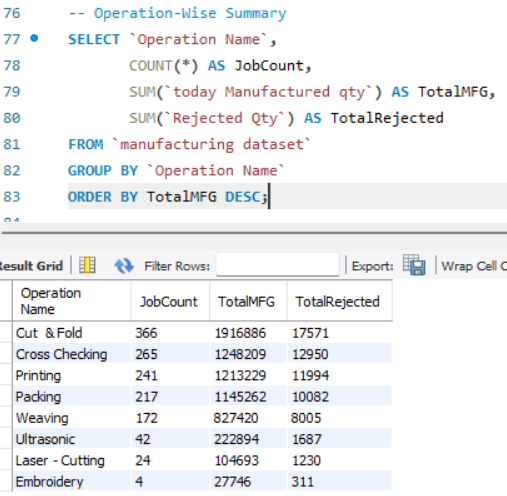 76 -- Operation-Wise Summary
77 SELECT `Operation Name`,
78 COUNT(*) AS JobCount,
79 SUM(`today Manufactured qty`) AS TotalMFG,
80 SUM(`Rejected Qty`) AS TotalRejected
81 FROM `manufacturing dataset`
82 GROUP BY `Operation Name`
83 ORDER BY TotalMFG DESC;
Result Grid Filter Rows: Export: Wrap Cell C
Operation Name JobCount TotalMFG TotalRejected
Cut & Fold 366 1916886 17571
Cross Checking 265 1248209 12950
Printing 241 1213229 11994
Packing 217 1145262 10082
Weaving 172 827420 8005
Ultrasonic 42 222894 1687
Laser - Cutting 24 104693 1230
Embroidery 4 27746 311